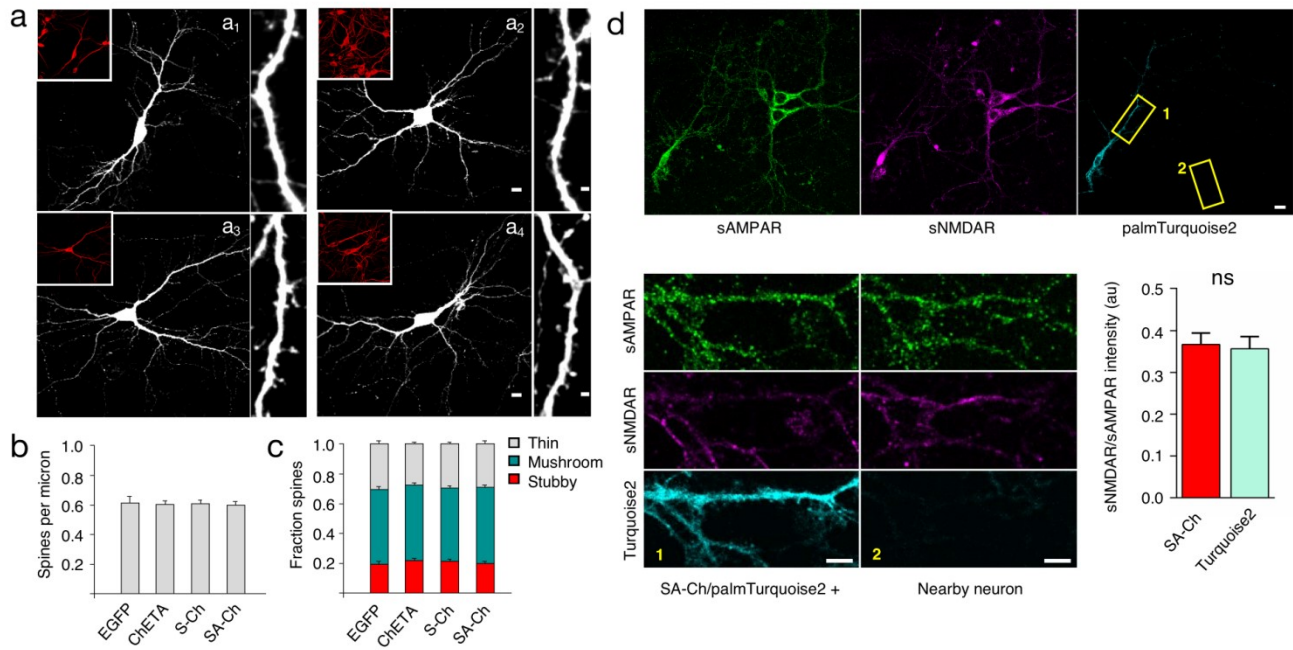 a
a1
a2
a3
a4
b
Spines per micron
1.0
0.8
0.6
0.4
0.2
EGFP
ChETA
S-Ch
SA-Ch
c
Fraction spines
1.0
0.8
0.6
0.4
0.2
EGFP
ChETA
S-Ch
SA-Ch
Thin
Mushroom
Stubby
d
1
2
sAMPAR
sNMDAR
palmTurquoise2
sAMPAR
sNMDAR
Turquoise2
1
2
SA-Ch/palmTurquoise2 +
Nearby neuron
ns
sNMDAR/sAMPAR intensity (au)
0.5
0.4
0.3
0.2
0.1
0.0
SA-Ch
Turquoise2